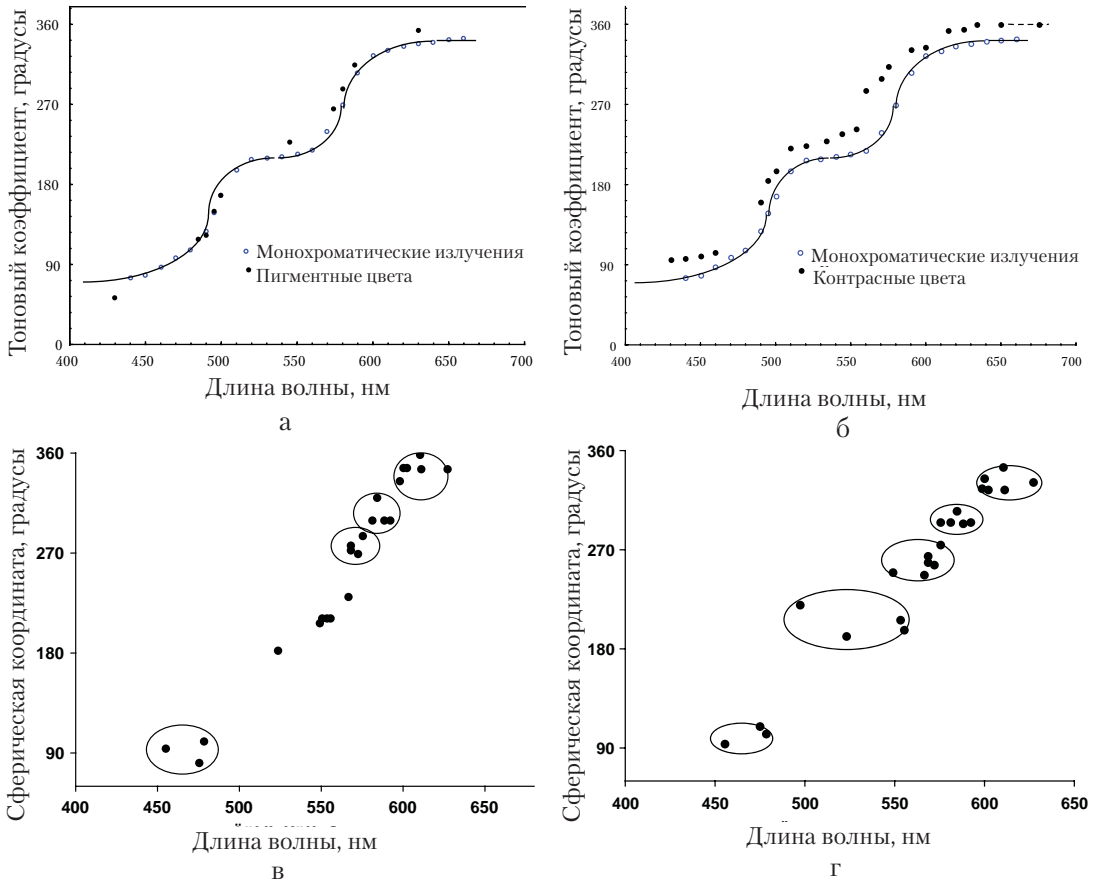 Тоновый коэффициент, градусы
360
270
180
90
0
400 450 500 550 600 650 700
Монохроматические излучения
Пигментные цвета
Длина волны, нм
а
Тоновый коэффициент, градусы
360
270
180
90
0
400 450 500 550 600 650 700
Монохроматические излучения
Контрасные цвета
Длина волны, нм
б
Сферическая координата, градусы
360
270
180
90
400 450 500 550 600 650
Длина волны, нм
в
Сферическая координата, градусы
360
270
180
90
400 450 500 550 600 650
Длина волны, нм
г